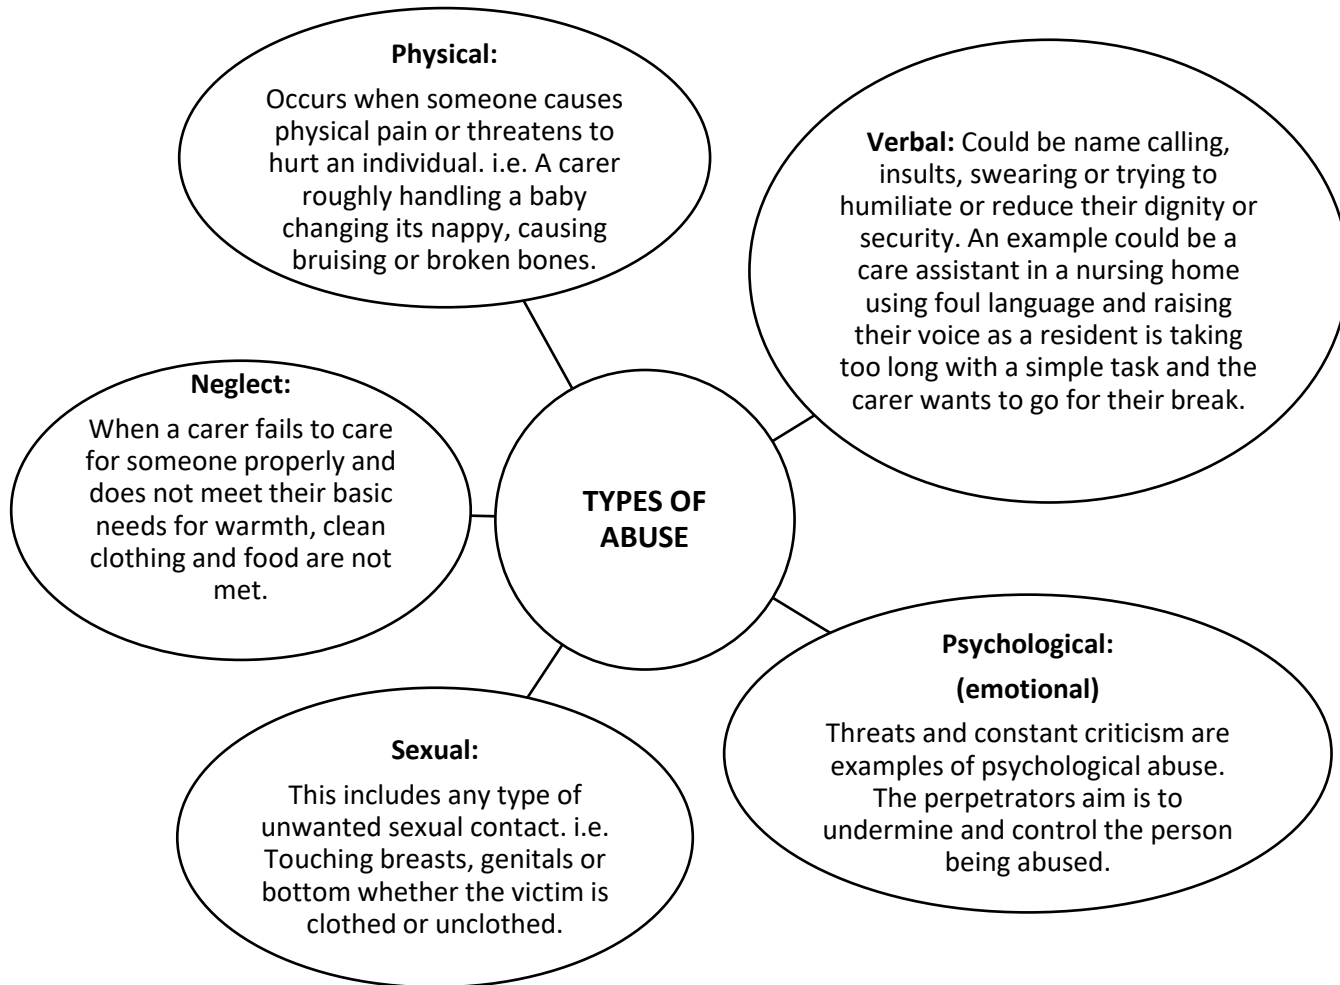 Physical:
Occurs when someone causes
physical pain or threatens to
hurt an individual. i.e. A carer
roughly handling a baby
changing its nappy, causing
bruising or broken bones.
Verbal: Could be name calling,
insults, swearing or trying to
humiliate or reduce their dignity or
security. An example could be a
care assistant in a nursing home
using foul language and raising
their voice as a resident is taking
too long with a simple task and the
carer wants to go for their break.
Neglect:
When a carer fails to care
for someone properly and
does not meet their basic
needs for warmth, clean
clothing and food are not
met.
TYPES OF
ABUSE
Psychological:
(emotional)
Threats and constant criticism are
examples of psychological abuse.
The perpetrators aim is to
undermine and control the person
being abused.
Sexual:
This includes any type of
unwanted sexual contact. i.e.
Touching breasts, genitals or
bottom whether the victim is
clothed or unclothed.